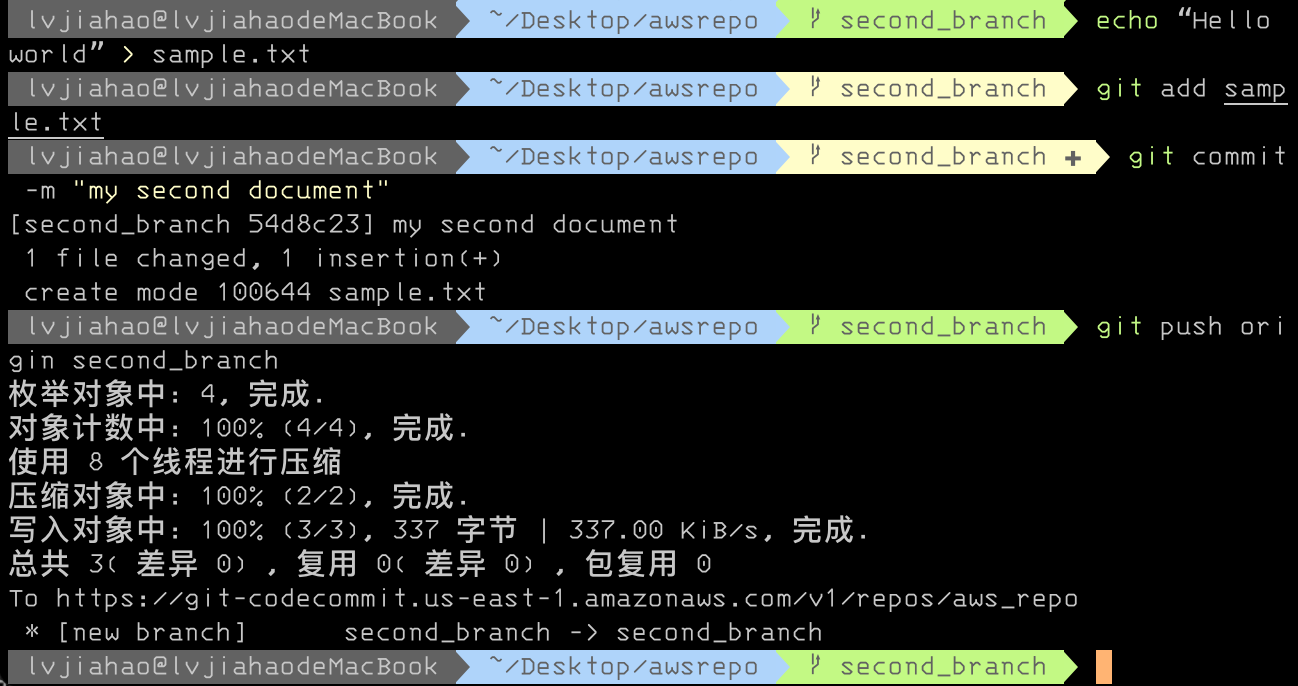 lvjiahao@lvjiahaodeMacBook ~/Desktop/awsrepo second_branch echo “Hello
world” > sample.txt
lvjiahao@lvjiahaodeMacBook ~/Desktop/awsrepo second_branch git add samp
le.txt
lvjiahao@lvjiahaodeMacBook ~/Desktop/awsrepo second_branch + git commit
-m "my second document"
[second_branch 54d8c23] my second document
1 file changed, 1 insertion(+)
create mode 100644 sample.txt
lvjiahao@lvjiahaodeMacBook ~/Desktop/awsrepo second_branch git push ori
gin second_branch
枚举对象中: 4, 完成.
对象计数中: 100% (4/4), 完成.
使用 8 个线程进行压缩
压缩对象中: 100% (2/2), 完成.
写入对象中: 100% (3/3), 337 字节 | 337.00 KiB/s, 完成.
总共 3( 差异 0) , 复用 0( 差异 0) , 包复用 0
To https://git-codecommit.us-east-1.amazonaws.com/v1/repos/aws_repo
* [new branch] second_branch -> second_branch
lvjiahao@lvjiahaodeMacBook ~/Desktop/awsrepo second_branch